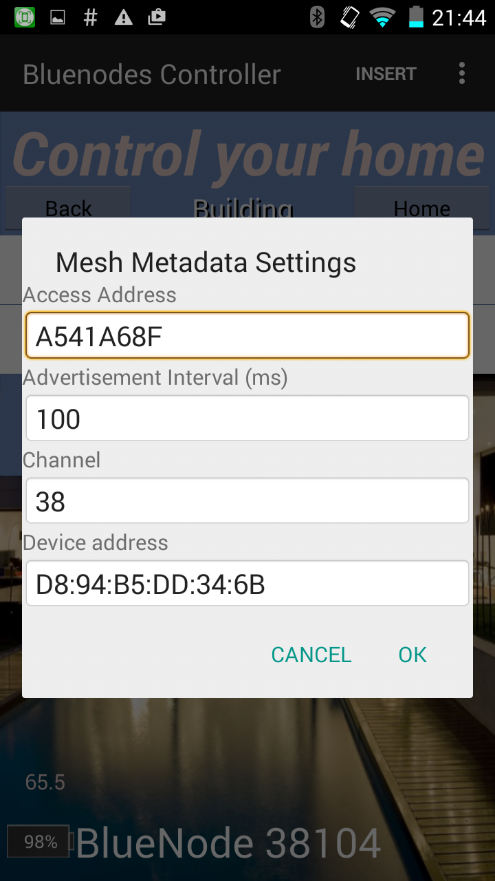 # 21:44
Bluenodes Controller INSERT
Control your home
Back Building Home
Mesh Metadata Settings
Access Address
A541A68F
Advertisement Interval (ms)
100
Channel
38
Device address
D8:94:B5:DD:34:6B
CANCEL OK
65.5
98% BlueNode 38104